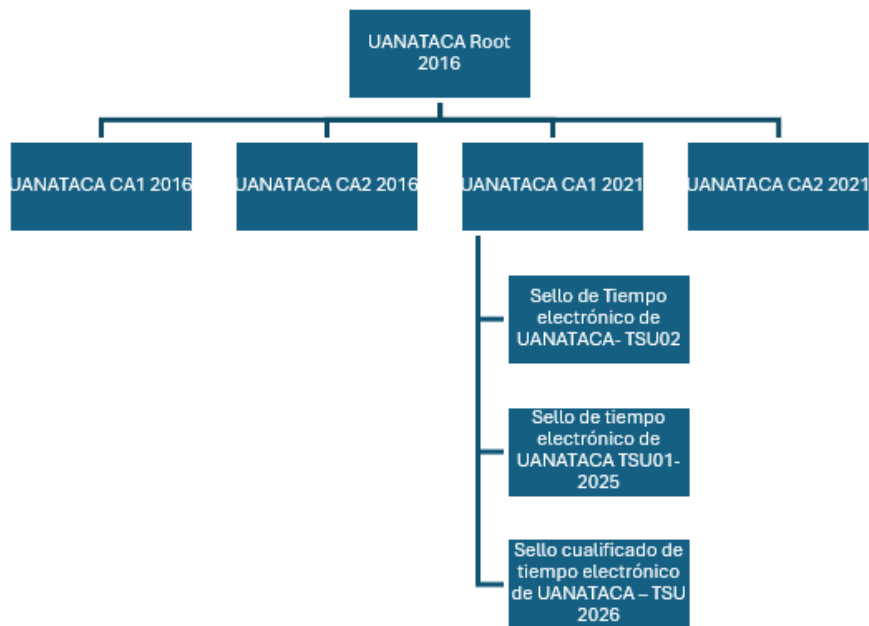 UANATACA Root
2016
UANATACA CA1 2016
UANATACA CA2 2016
UANATACA CA1 2021
UANATACA CA2 2021
Sello de Tiempo
electrónico de
UANATACA- TSU02
Sello de tiempo
electrónico de
UANATACA TSU01-
2025
Sello cualificado de
tiempo electrónico
de UANATACA – TSU
2026